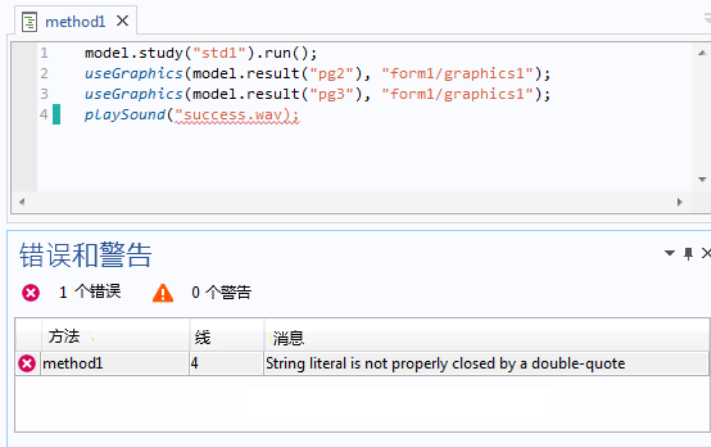 method1
1 model.study("std1").run();
2 useGraphics(model.result("pg2"), "form1/graphics1");
3 useGraphics(model.result("pg3"), "form1/graphics1");
4 playSound("success.wav);
错误和警告
1 个错误 0 个警告
方法 线 消息
method1 4 String literal is not properly closed by a double-quote